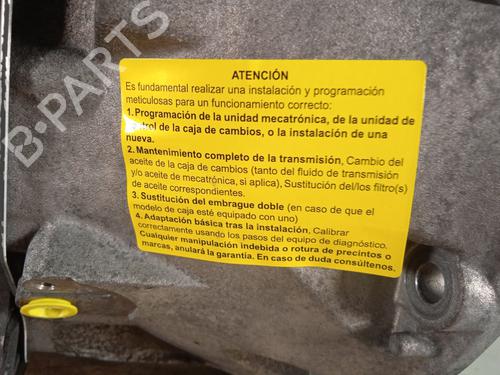 B-PARTS
ATENCIÓN
Es fundamental realizar una instalación y programación
meticulosas para un funcionamiento correcto:
1. Programación de la unidad mecatrónica, de la unidad de
control de la caja de cambios, o la instalación de una
nueva.
2. Mantenimiento completo de la transmisión, Cambio del
aceite de la caja de cambios (tanto del fluido de transmisión
y/o aceite de mecatrónica, si aplica), Sustitución del/los filtro(s)
de aceite correspondientes.
3. Sustitución del embrague doble (en caso de que el
modelo de caja esté equipado con uno)
4. Adaptación básica tras la instalación, Calibrar
correctamente usando los pasos del equipo de diagnóstico.
Cualquier manipulación indebida o rotura de precintos o
marcas, anulará la garantía. En caso de duda consúltenos.